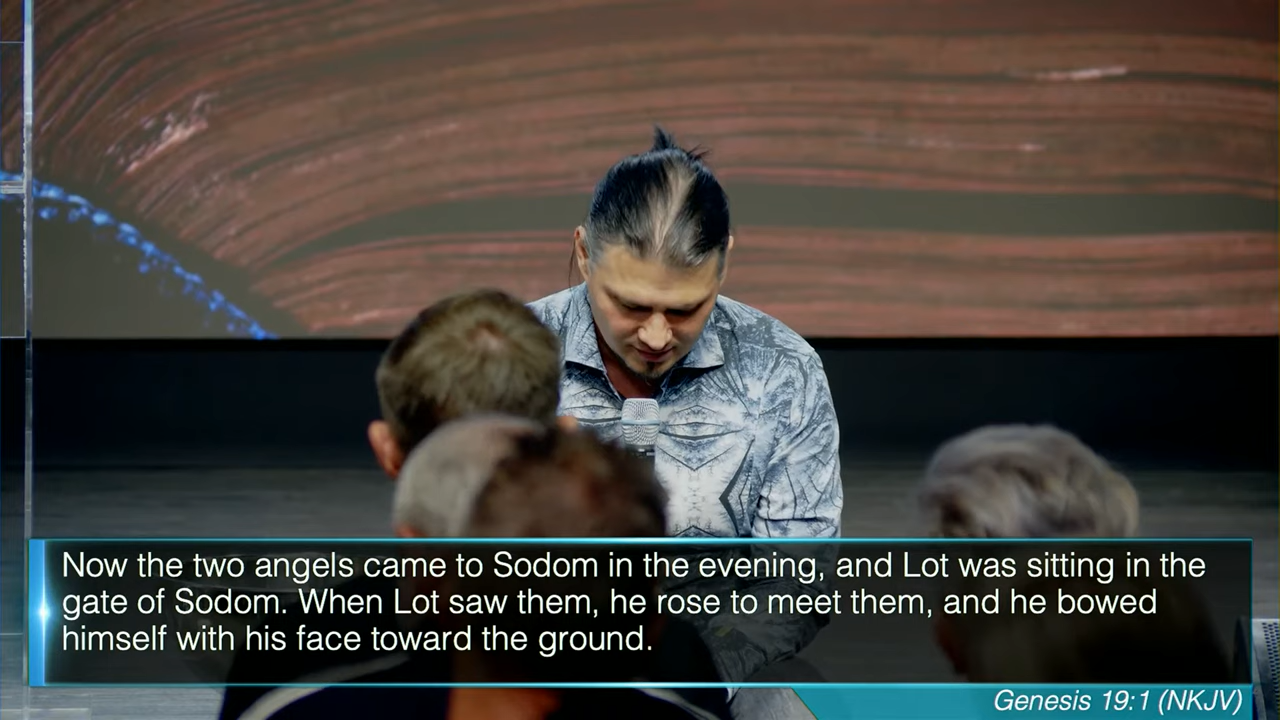 Now the two angels came to Sodom in the evening, and Lot was sitting in the
gate of Sodom. When Lot saw them, he rose to meet them, and he bowed
himself with his face toward the ground.
Genesis 19:1 (NKJV)